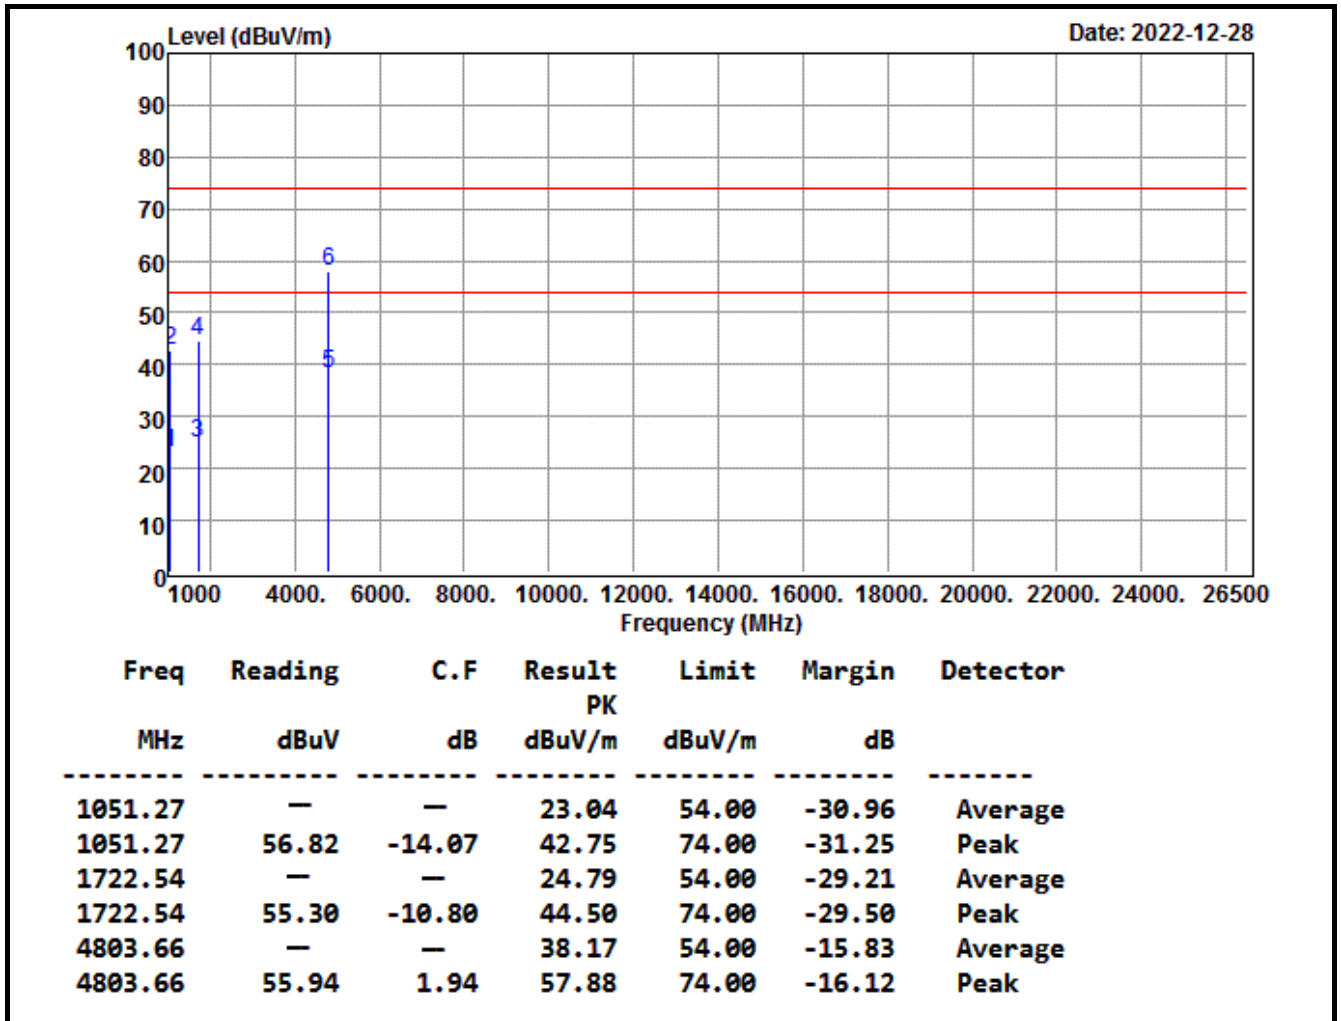 Level (dBuV/m) Date: 2022-12-28
100
90
80
70
60
50
40
30
20
10
0
6
2 4
5
1 3
1000 4000. 6000. 8000. 10000. 12000. 14000. 16000. 18000. 20000. 22000. 24000. 26500
Frequency (MHz)
Freq Reading C.F Result Limit Margin Detector
PK
MHz dBuV dB dBuV/m dBuV/m dB
-------- --------- -------- -------- -------- -------- -------
1051.27 — — 23.04 54.00 -30.96 Average
1051.27 56.82 -14.07 42.75 74.00 -31.25 Peak
1722.54 — — 24.79 54.00 -29.21 Average
1722.54 55.30 -10.80 44.50 74.00 -29.50 Peak
4803.66 — — 38.17 54.00 -15.83 Average
4803.66 55.94 1.94 57.88 74.00 -16.12 Peak